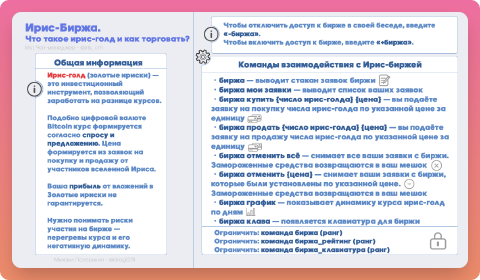 Ирис-Биржа.
Что такое ирис-голд и как торговать?
Общая информация
Ирис-голд (золотые ириски) —
это инвестиционный
инструмент, позволяющий
заработать на разнице курсов.
Подобно цифровой валюте
Bitcoin курс формируется
согласно спросу и
предложению. Цена
формируется из заявок на
покупку и продажу от
участников вселенной Ириса.
Ваша прибыль от вложений в
Золотые ириски не
гарантируется.
Нужно понимать риски
участия на бирже —
перегревы курса и его
негативную динамику.
Чтобы отключить доступ к бирже в своей беседе, введите
«-биржа».
Чтобы включить доступ к бирже, введите «+биржа».
Команды взаимодействия с Ирис-биржей
· биржа — выводит стакан заявок биржи
· биржа мои заявки — выводит список ваших заявок
· биржа купить {число ирис-голда} {цена} — вы подаёте
заявку на покупку числа ирис-голда по указанной цене за
единицу
· биржа продать {число ирис-голда} {цена} — вы подаёте
заявку на продажу числа ирис-голда по указанной цене за
единицу
· биржа отменить всё — снимает все ваши заявки с биржи.
Замороженные средства возвращаются в ваш мешок
· биржа отменить {цена} — снимает ваши заявки с биржи,
которые были установлены по указанной цене.
Замороженные средства возвращаются в ваш мешок
· биржа график — показывает динамику курса ирис-голд
по дням
· биржа клава — появляется клавиатура для биржи
Ограничить: команда биржа {ранг}
Ограничить: команда биржа_рейтинг {ранг}
Ограничить: команда биржа_клавиатура {ранг}